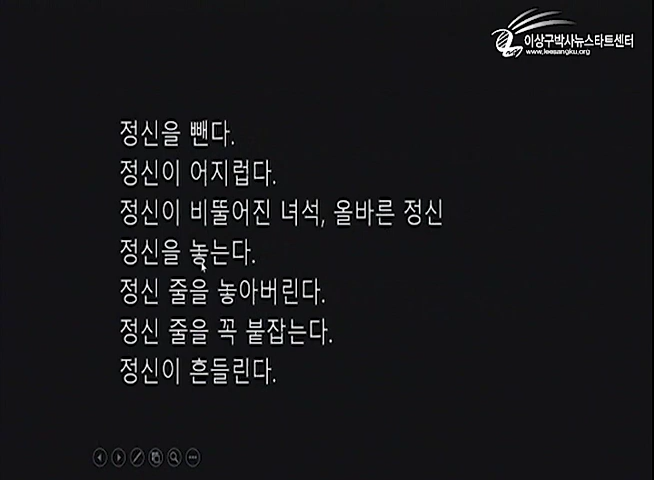 이상구박사뉴스타트센터
www.leesangku.org
정신을 뺀다.
정신이 어지럽다.
정신이 비뚤어진 녀석, 올바른 정신
정신을 놓는다.
정신 줄을 놓아버린다.
정신 줄을 꼭 붙잡는다.
정신이 흔들린다.